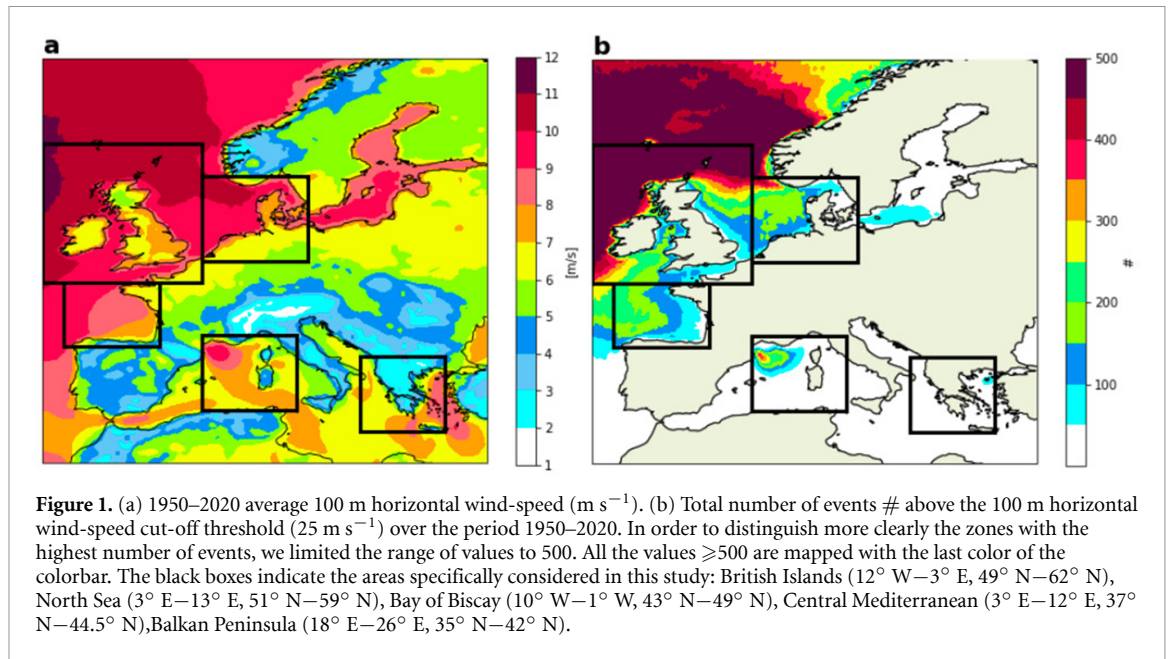 a
b
12
11
10
9
8
7
6
5
4
3
2
1
[m/s]
500
400
300
200
100
#
Figure 1. (a) 1950–2020 average 100 m horizontal wind-speed (m s−1). (b) Total number of events # above the 100 m horizontal
wind-speed cut-off threshold (25 m s−1) over the period 1950–2020. In order to distinguish more clearly the zones with the
highest number of events, we limited the range of values to 500. All the values ⩾500 are mapped with the last color of the
colorbar. The black boxes indicate the areas specifically considered in this study: British Islands (12° W−3° E, 49° N−62° N),
North Sea (3° E−13° E, 51° N−59° N), Bay of Biscay (10° W−1° W, 43° N−49° N), Central Mediterranean (3° E−12° E, 37°
N−44.5° N),Balkan Peninsula (18° E−26° E, 35° N−42° N).